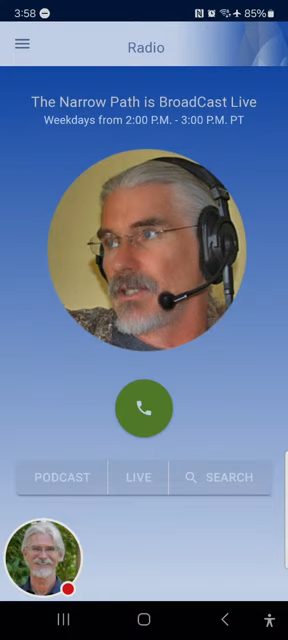 3:58
85%
Radio
The Narrow Path is BroadCast Live
Weekdays from 2:00 P.M. - 3:00 P.M. PT
PODCAST LIVE SEARCH